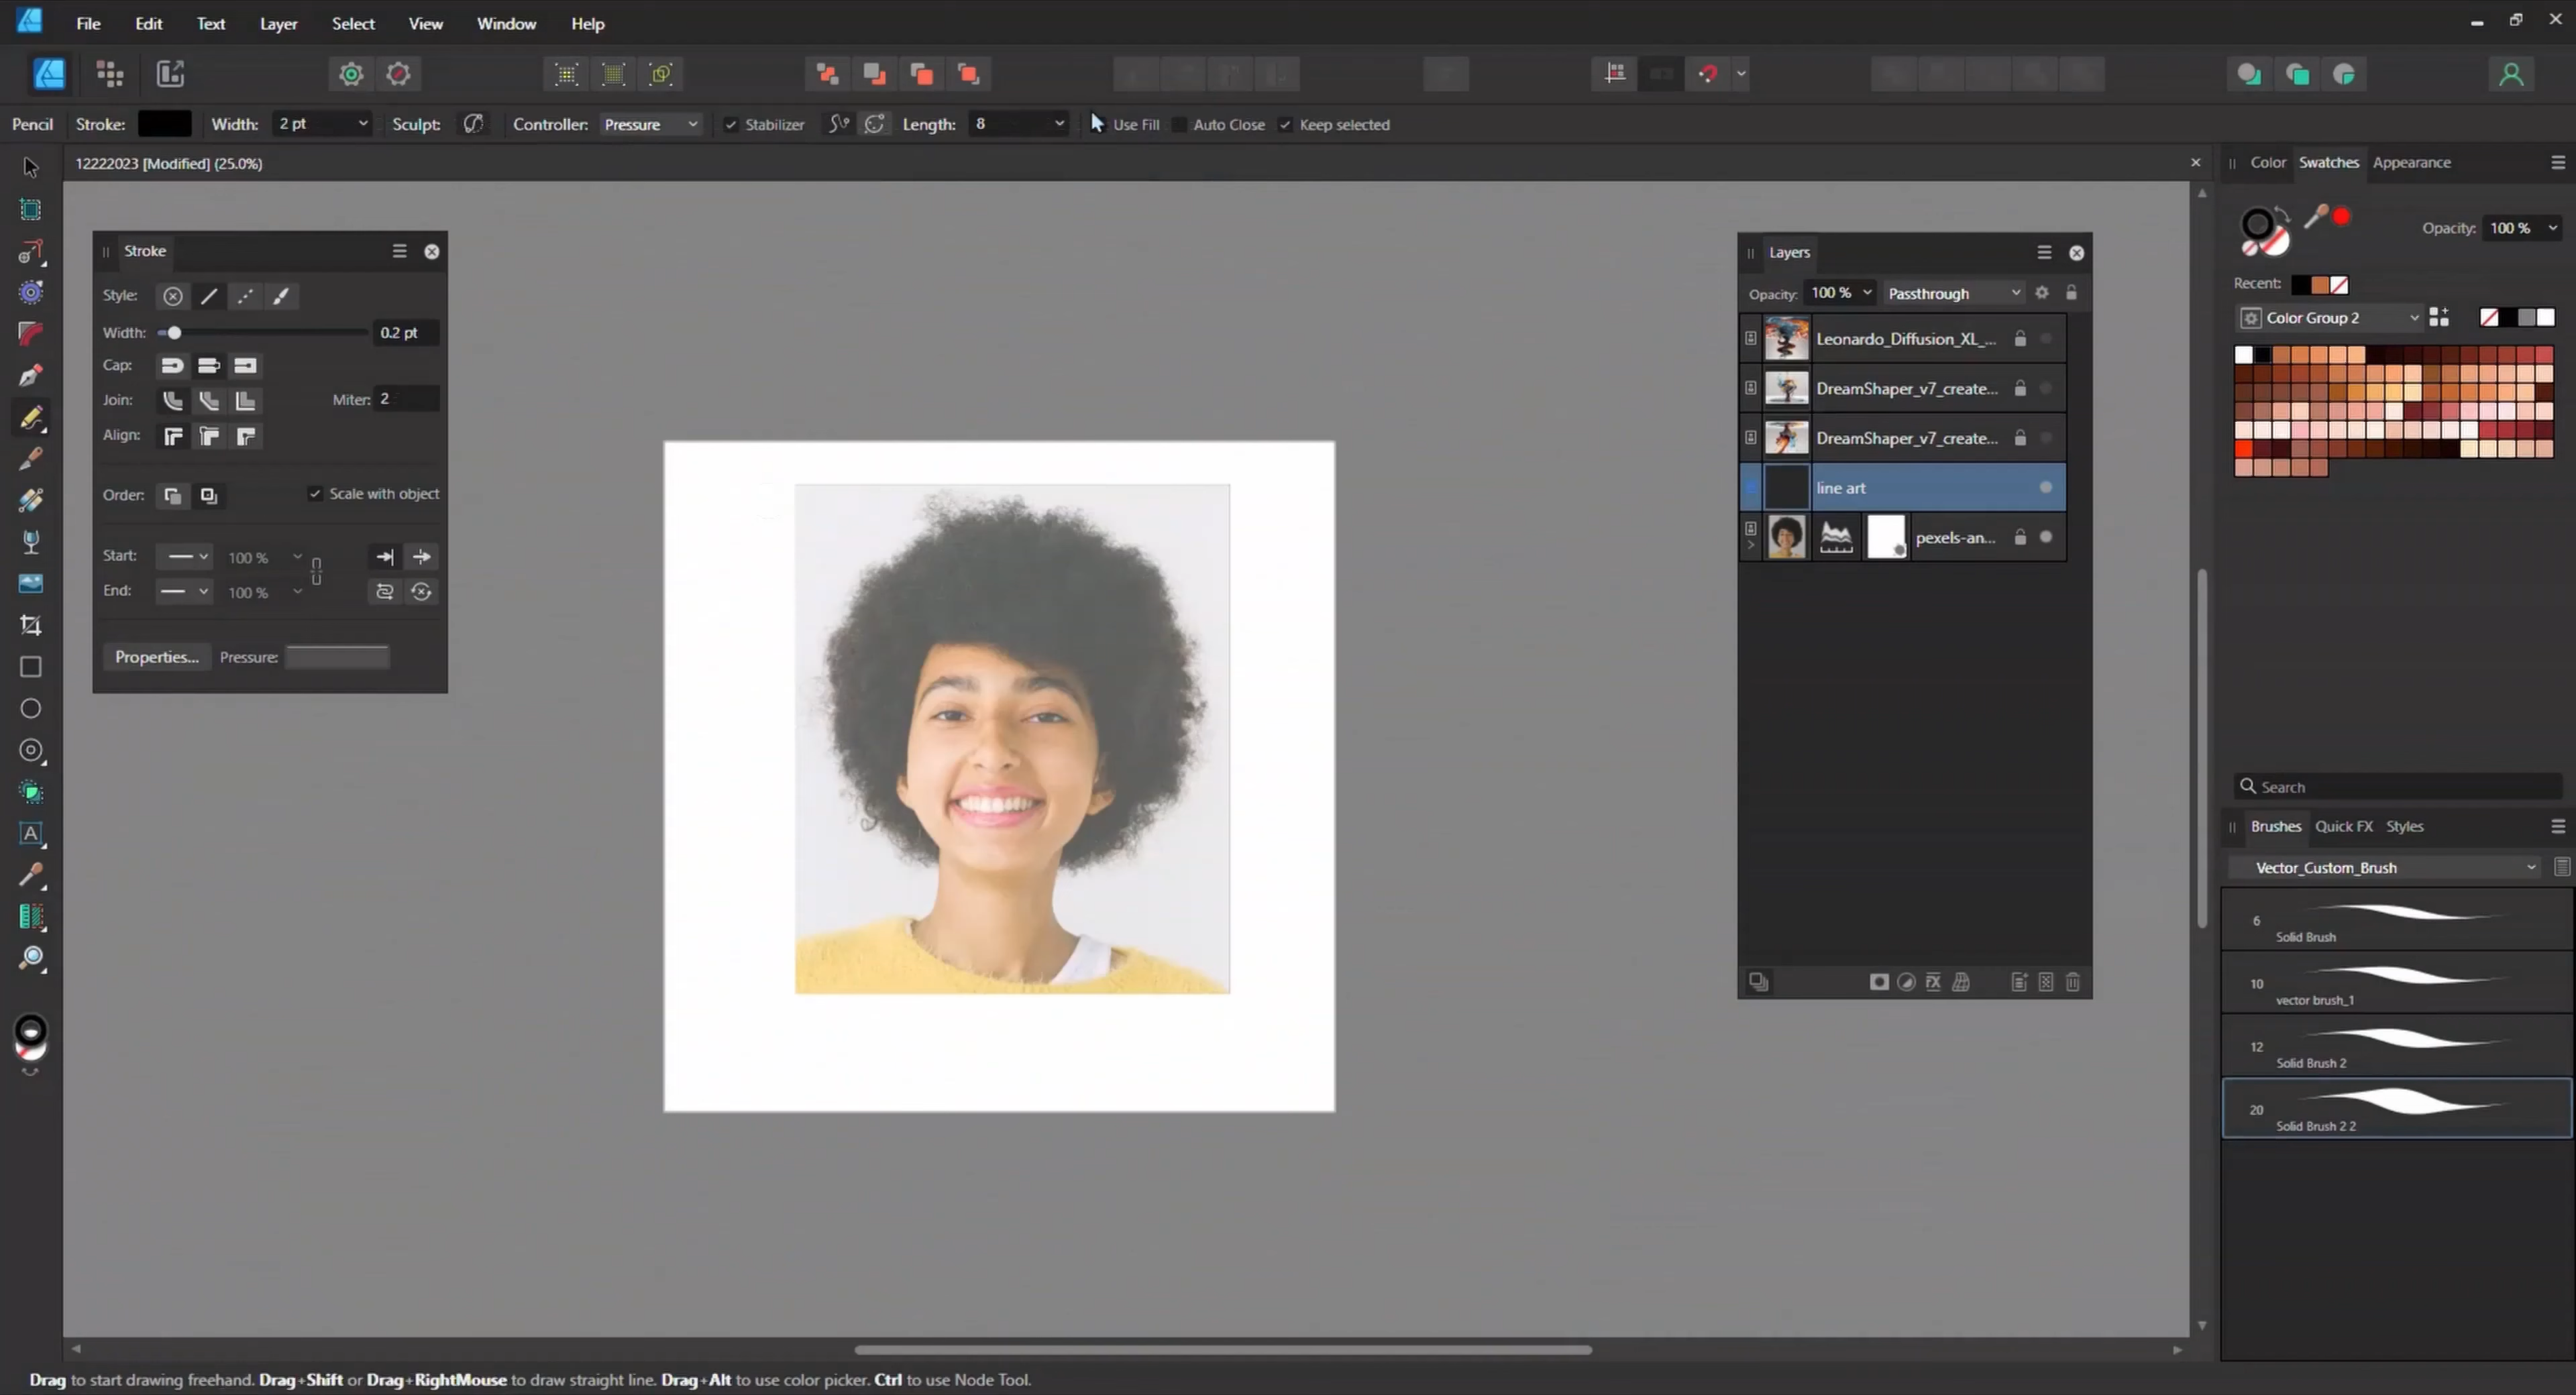 File Edit Text Layer Select View Window Help
Pencil Stroke: Width: 2 pt Sculpt: Controller: Pressure Stabilizer Length: 8 Use Fill Auto Close Keep selected
12222023 [Modified] (25.0%)
Stroke
Style:
Width: 0.2 pt
Cap:
Join: Miter: 2
Align:
Order: Scale with object
Start: 100 %
End: 100 %
Properties... Pressure:
Layers
Opacity: 100 % Passthrough
Leonardo_Diffusion_XL_...
DreamShaper_v7_create...
DreamShaper_v7_create...
line art
pexels-an...
Color Swatches Appearance
Opacity: 100 %
Recent:
Color Group 2
Search
Brushes Quick FX Styles
Vector_Custom_Brush
6
Solid Brush
10
vector brush_1
12
Solid Brush 2
20
Solid Brush 2 2
Drag to start drawing freehand. Drag+Shift or Drag+RightMouse to draw straight line. Drag+Alt to use color picker. Ctrl to use Node Tool.